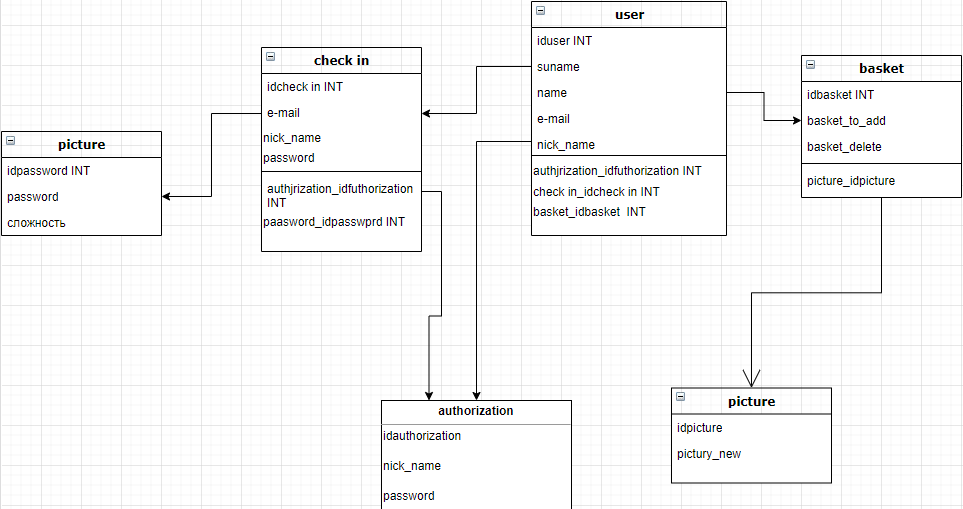 user
iduser INT
suname
name
e-mail
nick_name
authjrization_idfuthorization INT
check in_idcheck in INT
basket_idbasket INT
check in
idcheck in INT
e-mail
nick_name
password
authjrization_idfuthorization
INT
paasword_idpasswprd INT
basket
idbasket INT
basket_to_add
basket_delete
picture_idpicture
picture
idpassword INT
password
сложность
authorization
idauthorization
nick_name
password
picture
idpicture
pictury_new